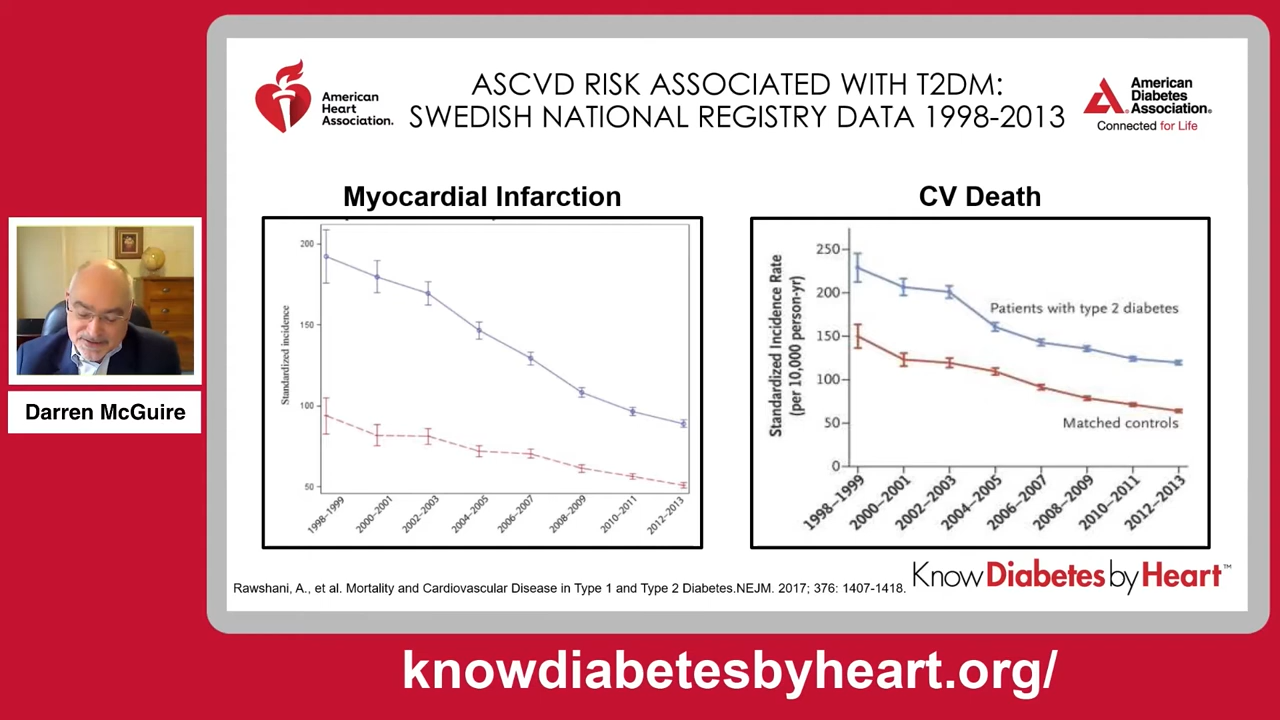 American
Heart
Association.
ASCVD RISK ASSOCIATED WITH T2DM:
SWEDISH NATIONAL REGISTRY DATA 1998-2013
American
Diabetes
Association®
Connected for Life
Myocardial Infarction
Standardized incidence
200
150
100
50
1998–1999
2000–2001
2002–2003
2004–2005
2006–2007
2008–2009
2010–2011
2012–2013
CV Death
Standardized Incidence Rate
(per 10,000 person-yr)
250
200
150
100
50
0
Patients with type 2 diabetes
Matched controls
1998–1999
2000–2001
2002–2003
2004–2005
2006–2007
2008–2009
2010–2011
2012–2013
Darren McGuire
Rawshani, A., et al. Mortality and Cardiovascular Disease in Type 1 and Type 2 Diabetes.NEJM. 2017; 376: 1407-1418.
Know Diabetes by Heart™
knowdiabetesbyheart.org/